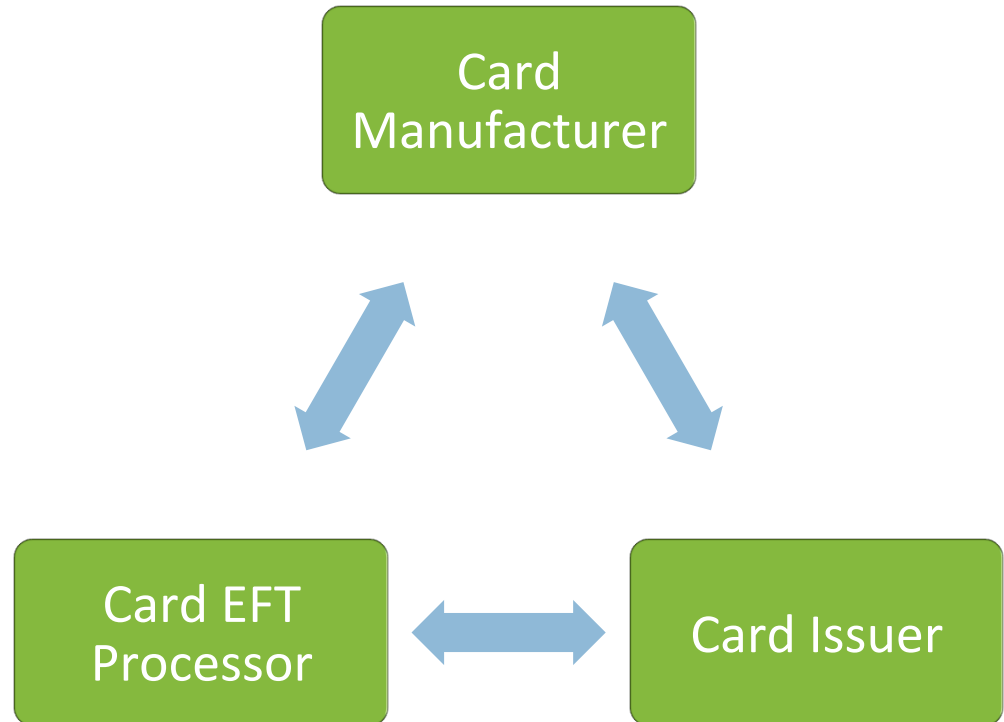 Card
Manufacturer
Card EFT
Processor
Card Issuer